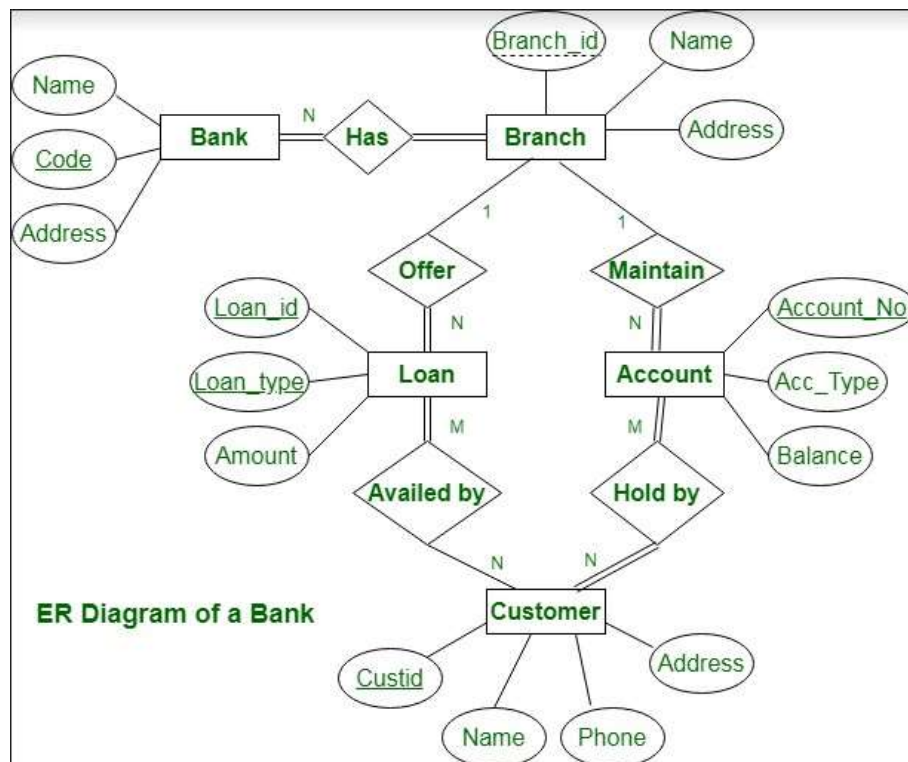 Branch_id
Name
Name
Bank
N
Has
Branch
Code
Address
Address
1
1
Offer
Maintain
Loan_id
N
N
Account_No
Loan
Account
Loan_type
Acc_Type
M
M
Amount
Balance
Availed by
Hold by
N
N
ER Diagram of a Bank
Customer
Custid
Address
Name
Phone